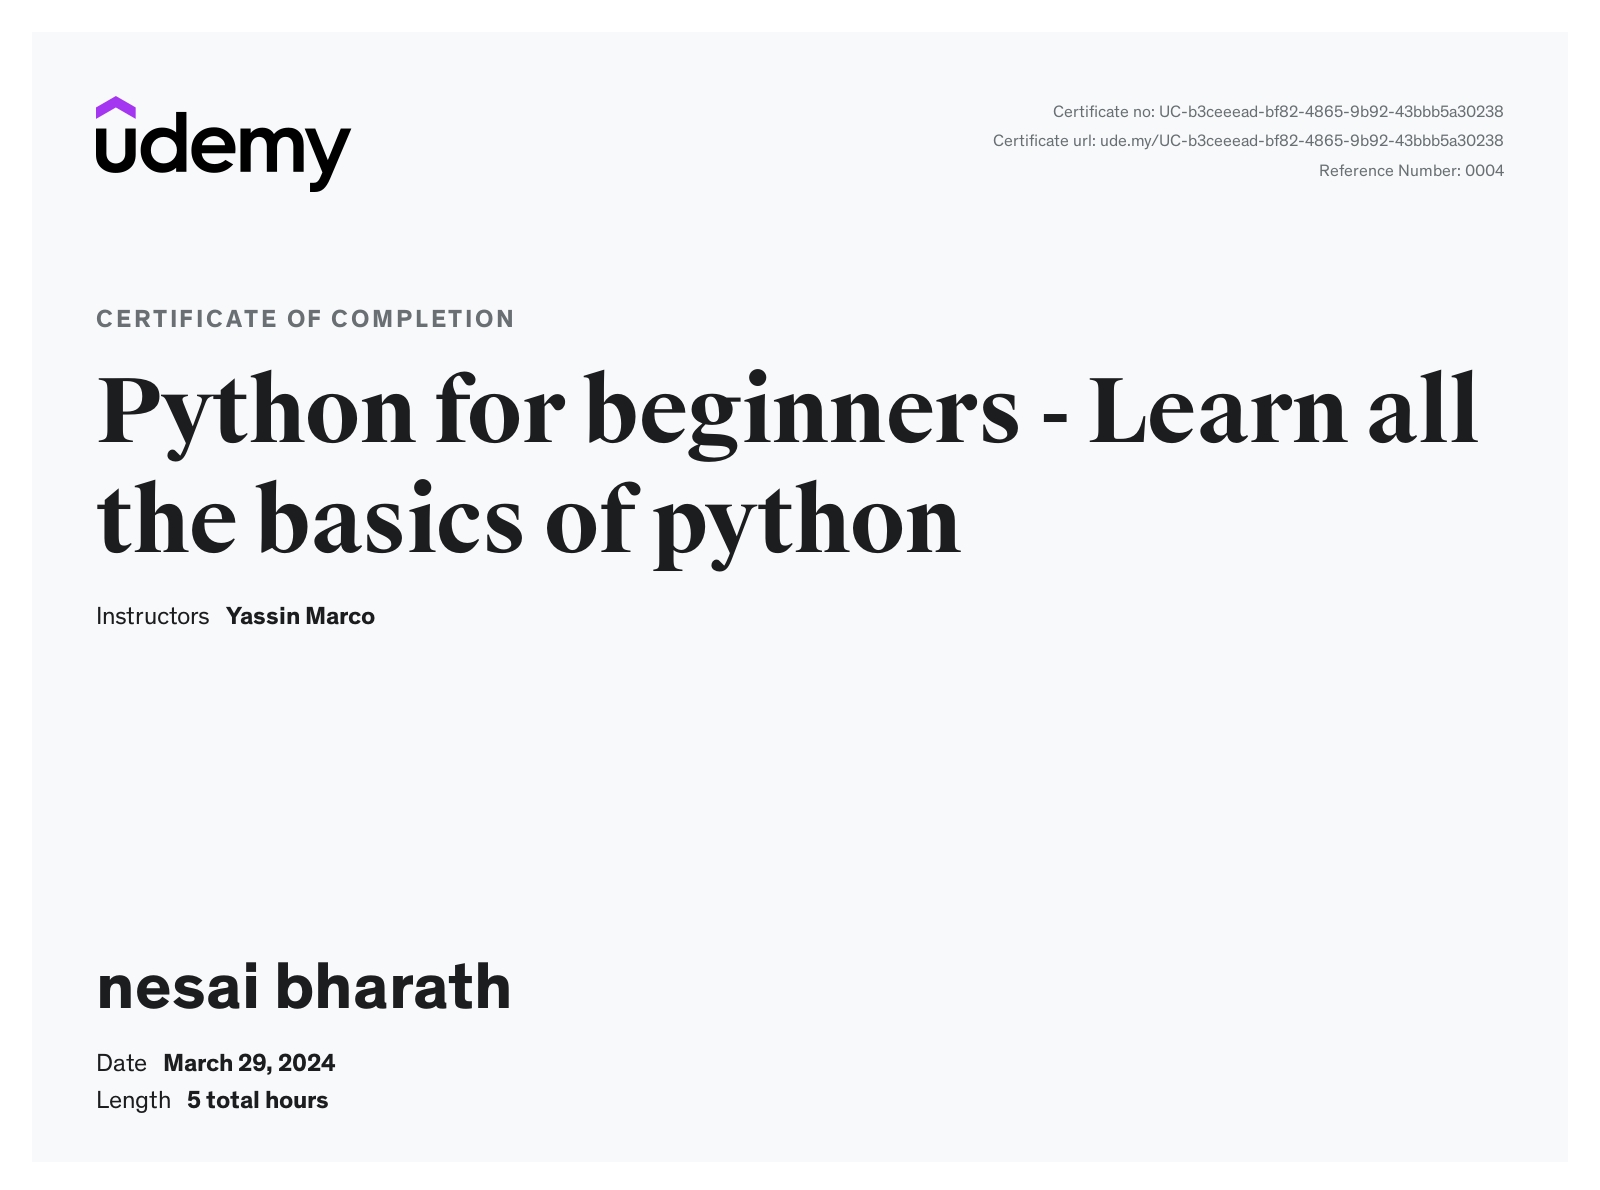 udemy
Certificate no: UC-b3ceeead-bf82-4865-9b92-43bbb5a30238
Certificate url: ude.my/UC-b3ceeead-bf82-4865-9b92-43bbb5a30238
Reference Number: 0004
CERTIFICATE OF COMPLETION
Python for beginners - Learn all
the basics of python
Instructors Yassin Marco
nesai bharath
Date March 29, 2024
Length 5 total hours